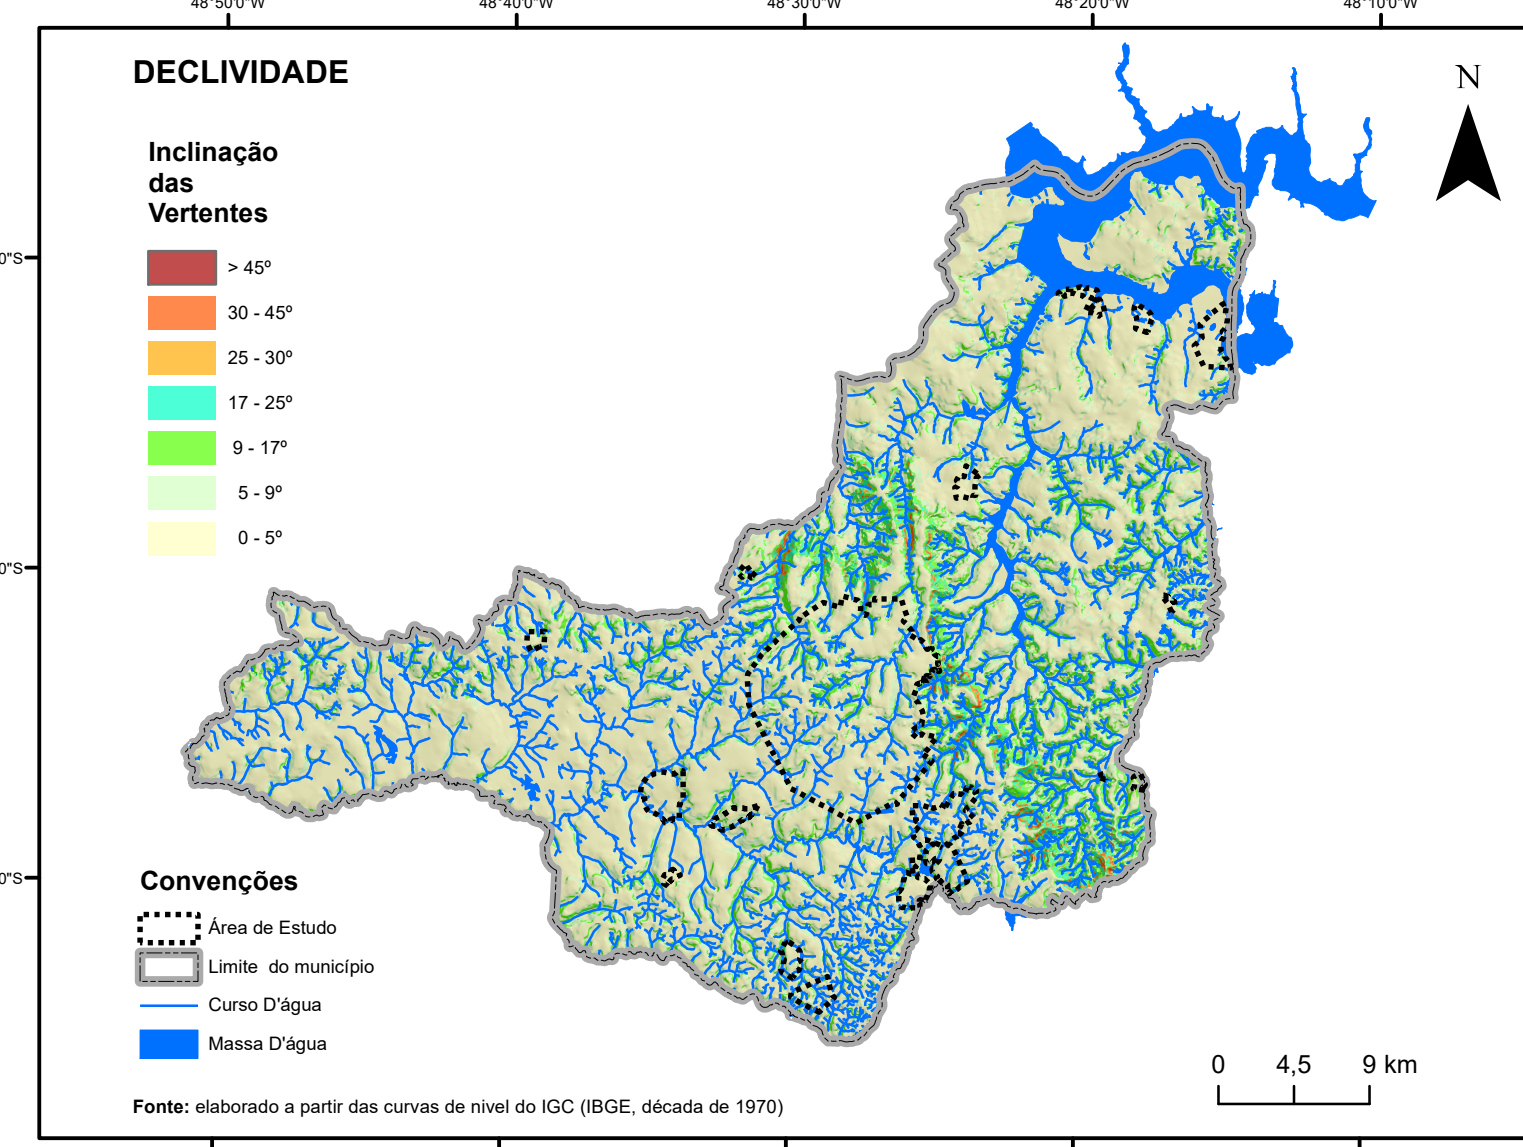 48°50'0"W 48°40'0"W 48°30'0"W 48°20'0"W 48°10'0"W
DECLIVIDADE
N
Inclinação
das
Vertentes
> 45º
30 - 45º
25 - 30º
17 - 25º
9 - 17º
5 - 9º
0 - 5º
0"S
0"S
0"S
Convenções
Área de Estudo
Limite do município
Curso D'água
Massa D'água
0 4,5 9 km
Fonte: elaborado a partir das curvas de nivel do IGC (IBGE, década de 1970)